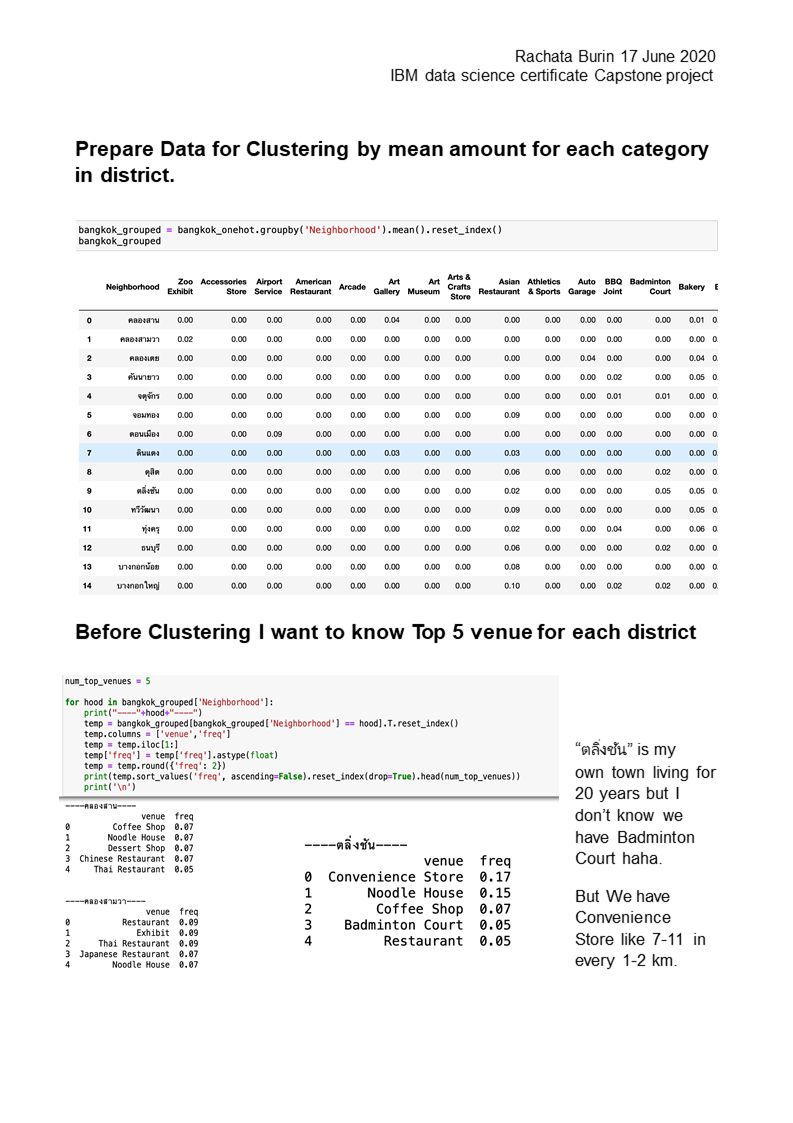 Rachata Burin 17 June 2020
IBM data science certificate Capstone project
Prepare Data for Clustering by mean amount for each category
in district.
bangkok_grouped = bangkok_onehot.groupby('Neighborhood').mean().reset_index()
bangkok_grouped
Neighborhood Zoo Exhibit Accessories Store Airport Service American Restaurant Arcade Art Gallery Art Museum Arts & Crafts Store Asian Restaurant Athletics & Sports Auto Garage BBQ Joint Badminton Court Bakery
0 คลองสาน 0.00 0.00 0.00 0.00 0.00 0.04 0.00 0.00 0.00 0.00 0.00 0.00 0.00 0.01 0.
1 คลองสามวา 0.02 0.00 0.00 0.00 0.00 0.00 0.00 0.00 0.00 0.00 0.00 0.00 0.00 0.00 0.
2 คลองเตย 0.00 0.00 0.00 0.00 0.00 0.00 0.00 0.00 0.00 0.00 0.04 0.00 0.00 0.04 0.
3 คันนายาว 0.00 0.00 0.00 0.00 0.00 0.00 0.00 0.00 0.00 0.00 0.00 0.02 0.00 0.05 0.
4 จตุจักร 0.00 0.00 0.00 0.00 0.00 0.00 0.00 0.00 0.00 0.00 0.00 0.01 0.01 0.00 0.
5 จอมทอง 0.00 0.00 0.00 0.00 0.00 0.00 0.00 0.00 0.09 0.00 0.00 0.00 0.00 0.00 0.
6 ดอนเมือง 0.00 0.00 0.09 0.00 0.00 0.00 0.00 0.00 0.00 0.00 0.00 0.00 0.00 0.00 0.
7 ดินแดง 0.00 0.00 0.00 0.00 0.00 0.03 0.00 0.00 0.03 0.00 0.00 0.00 0.00 0.00 0.
8 ดุสิต 0.00 0.00 0.00 0.00 0.00 0.00 0.00 0.00 0.06 0.00 0.00 0.00 0.02 0.00 0.
9 ตลิ่งชัน 0.00 0.00 0.00 0.00 0.00 0.00 0.00 0.00 0.02 0.00 0.00 0.00 0.05 0.05 0.
10 ทวีวัฒนา 0.00 0.00 0.00 0.00 0.00 0.00 0.00 0.00 0.09 0.00 0.00 0.00 0.00 0.05 0.
11 ทุ่งครุ 0.00 0.00 0.00 0.00 0.00 0.00 0.00 0.00 0.02 0.00 0.00 0.04 0.00 0.06 0.
12 ธนบุรี 0.00 0.00 0.00 0.00 0.00 0.00 0.00 0.00 0.06 0.00 0.00 0.00 0.02 0.00 0.
13 บางกอกน้อย 0.00 0.00 0.00 0.00 0.00 0.00 0.00 0.00 0.08 0.00 0.00 0.00 0.00 0.00 0.
14 บางกอกใหญ่ 0.00 0.00 0.00 0.00 0.00 0.00 0.00 0.00 0.10 0.00 0.00 0.02 0.02 0.00 0.
Before Clustering I want to know Top 5 venue for each district
num_top_venues = 5
for hood in bangkok_grouped['Neighborhood']:
print("----"+hood+"----")
temp = bangkok_grouped[bangkok_grouped['Neighborhood'] == hood].T.reset_index()
temp.columns = ['venue','freq']
temp = temp.iloc[1:]
temp['freq'] = temp['freq'].astype(float)
temp = temp.round({'freq': 2})
print(temp.sort_values('freq', ascending=False).reset_index(drop=True).head(num_top_venues))
print('\n')
----คลองสาน----
venue freq
0 Coffee Shop 0.07
1 Noodle House 0.07
2 Dessert Shop 0.07
3 Chinese Restaurant 0.07
4 Thai Restaurant 0.05
----คลองสามวา----
venue freq
0 Restaurant 0.09
1 Exhibit 0.09
2 Thai Restaurant 0.09
3 Japanese Restaurant 0.07
4 Noodle House 0.07
----ตลิ่งชัน----
venue freq
0 Convenience Store 0.17
1 Noodle House 0.15
2 Coffee Shop 0.07
3 Badminton Court 0.05
4 Restaurant 0.05
“ตลิ่งชัน” is my
own town living for
20 years but I
don’t know we
have Badminton
Court haha.
But We have
Convenience
Store like 7-11 in
every 1-2 km.